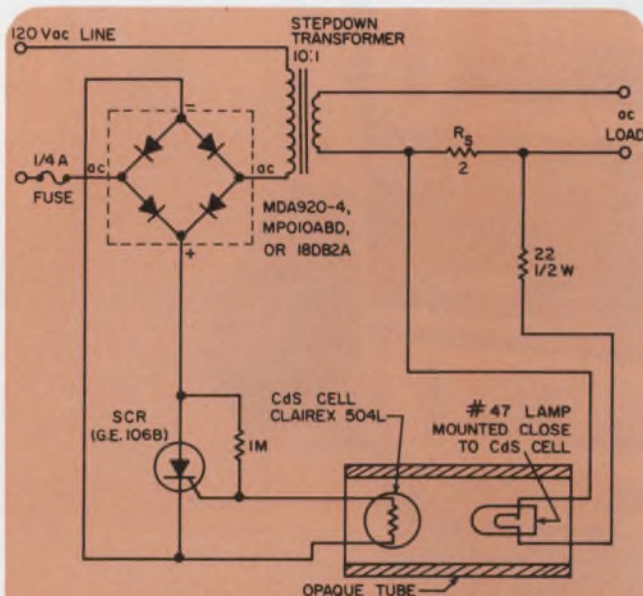 STEPDOWN
TRANSFORMER
10:1
120 Vac LINE
ac
LOAD
RS
2
1/4 A
FUSE
ac
ac
−
+
MDA920-4,
MPO10ABD,
OR 18DB2A
22
1/2 W
CdS CELL
CLAIREX 504L
#47 LAMP
MOUNTED CLOSE
TO CdS CELL
SCR
(G.E. 106B)
1M
OPAQUE TUBE